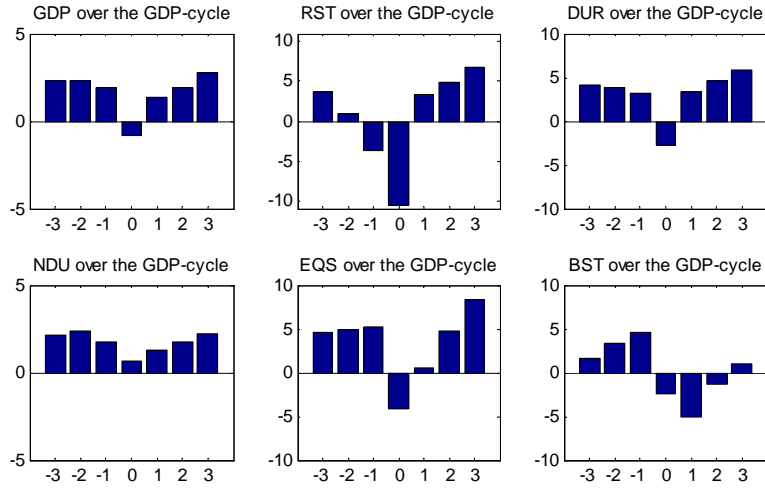 GDP over the GDP-cycle
RST over the GDP-cycle
DUR over the GDP-cycle
5
0
-5
-3 -2 -1 0 1 2 3
10
5
0
-5
-10
-3 -2 -1 0 1 2 3
10
5
0
-5
-10
-3 -2 -1 0 1 2 3
NDU over the GDP-cycle
EQS over the GDP-cycle
BST over the GDP-cycle
5
0
-5
-3 -2 -1 0 1 2 3
10
5
0
-5
-10
-3 -2 -1 0 1 2 3
10
5
0
-5
-10
-3 -2 -1 0 1 2 3